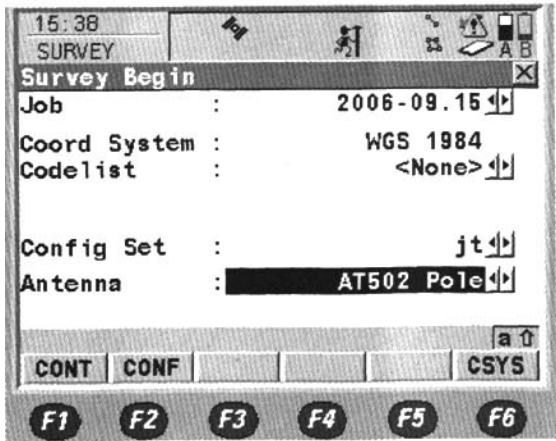 15:38
SURVEY
A B
Survey Begin
Job : 2006-09.15
Coord System : WGS 1984
Codelist : <None>
Config Set : jt
Antenna : AT502 Pole
a
CONT CONF CSYS
F1 F2 F3 F4 F5 F6